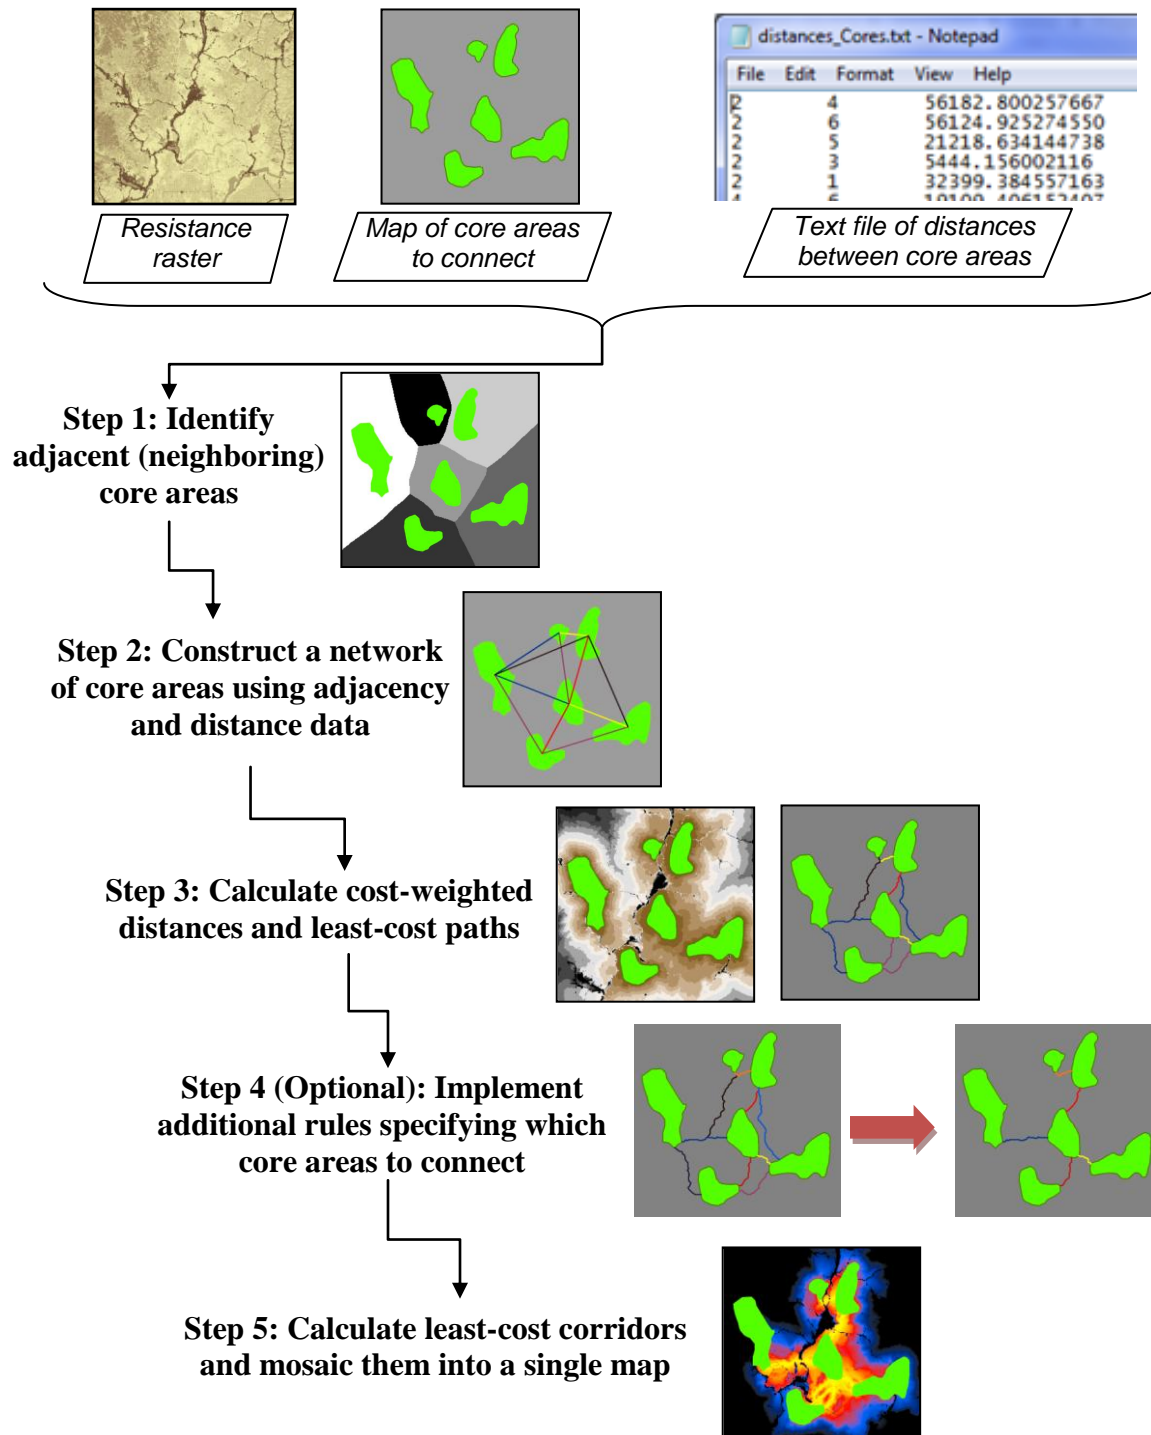 distances_Cores.txt - Notepad
File Edit Format View Help
2 4 56182.800257667
2 6 56124.925274550
2 5 21218.634144738
2 3 5444.156002116
2 1 32399.384557163
Resistance
raster
Map of core areas
to connect
Text file of distances
between core areas
Step 1: Identify
adjacent (neighboring)
core areas
Step 2: Construct a network
of core areas using adjacency
and distance data
Step 3: Calculate cost-weighted
distances and least-cost paths
Step 4 (Optional): Implement
additional rules specifying which
core areas to connect
Step 5: Calculate least-cost corridors
and mosaic them into a single map